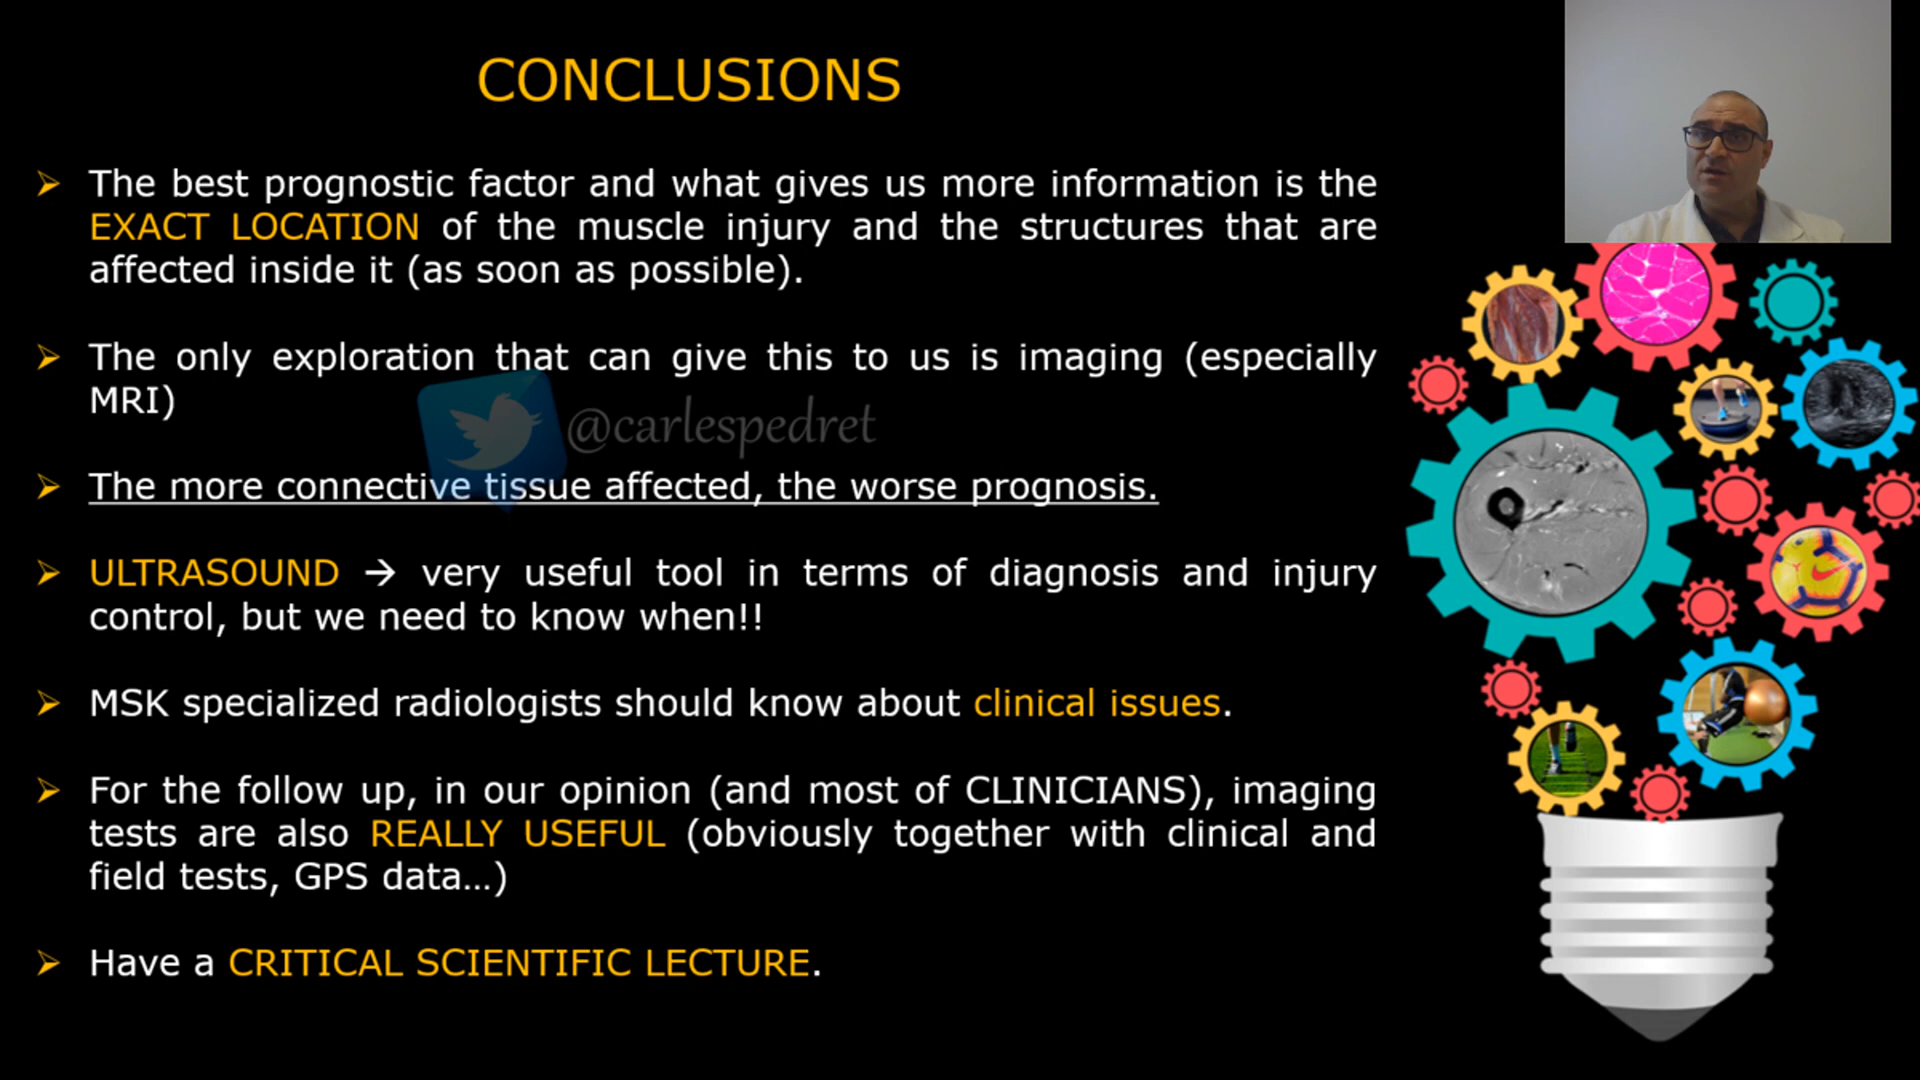 CONCLUSIONS
➢ The best prognostic factor and what gives us more information is the
EXACT LOCATION of the muscle injury and the structures that are
affected inside it (as soon as possible).
➢ The only exploration that can give this to us is imaging (especially
MRI)
@carlespedret
➢ The more connective tissue affected, the worse prognosis.
➢ ULTRASOUND → very useful tool in terms of diagnosis and injury
control, but we need to know when!!
➢ MSK specialized radiologists should know about clinical issues.
➢ For the follow up, in our opinion (and most of CLINICIANS), imaging
tests are also REALLY USEFUL (obviously together with clinical and
field tests, GPS data…)
➢ Have a CRITICAL SCIENTIFIC LECTURE.